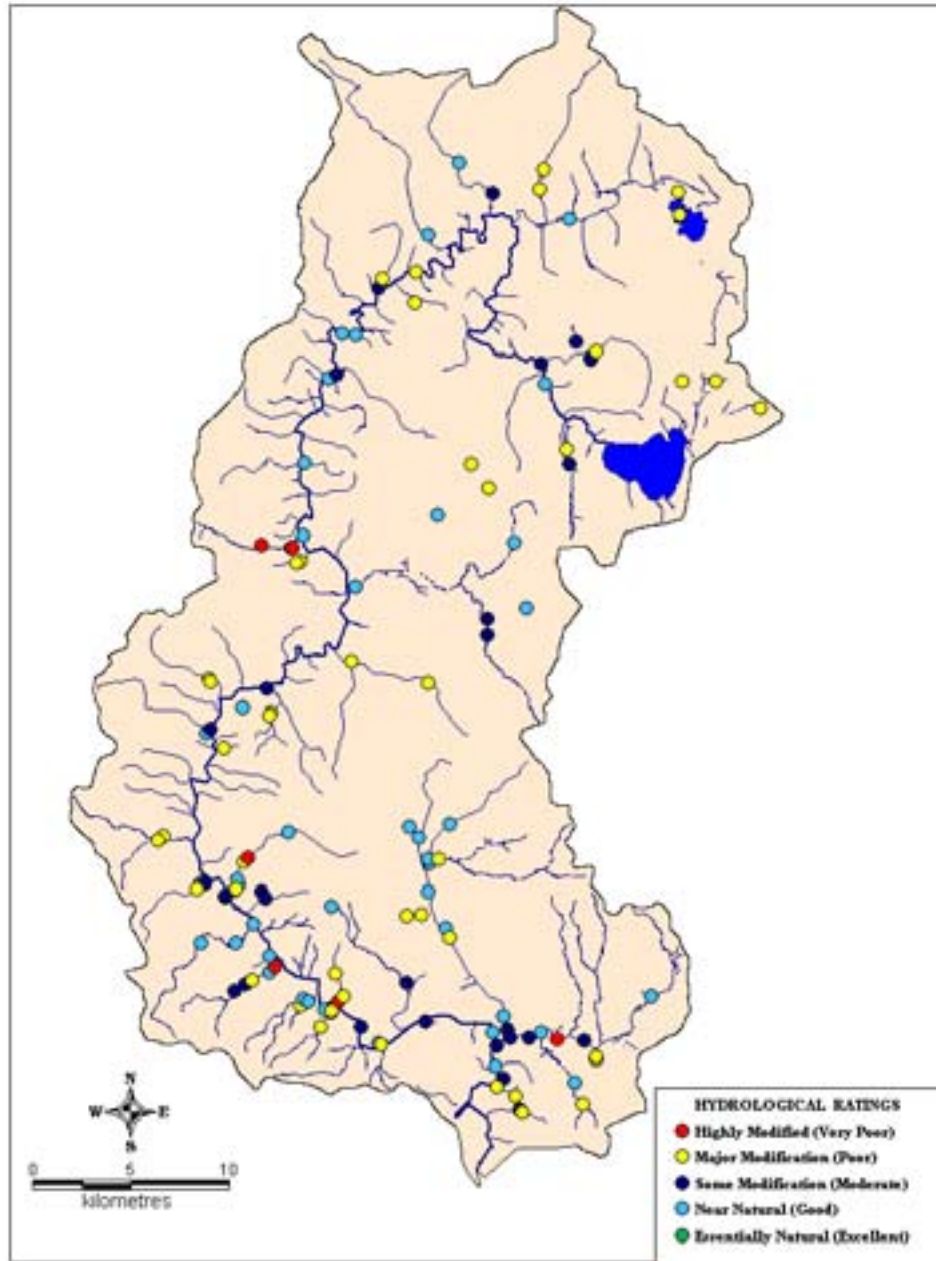 N
W E
S
0 5 10
kilometres
HYDROLOGICAL RATINGS
Highly Modified (Very Poor)
Major Modification (Poor)
Some Modification (Moderate)
Near Natural (Good)
Essentially Natural (Excellent)